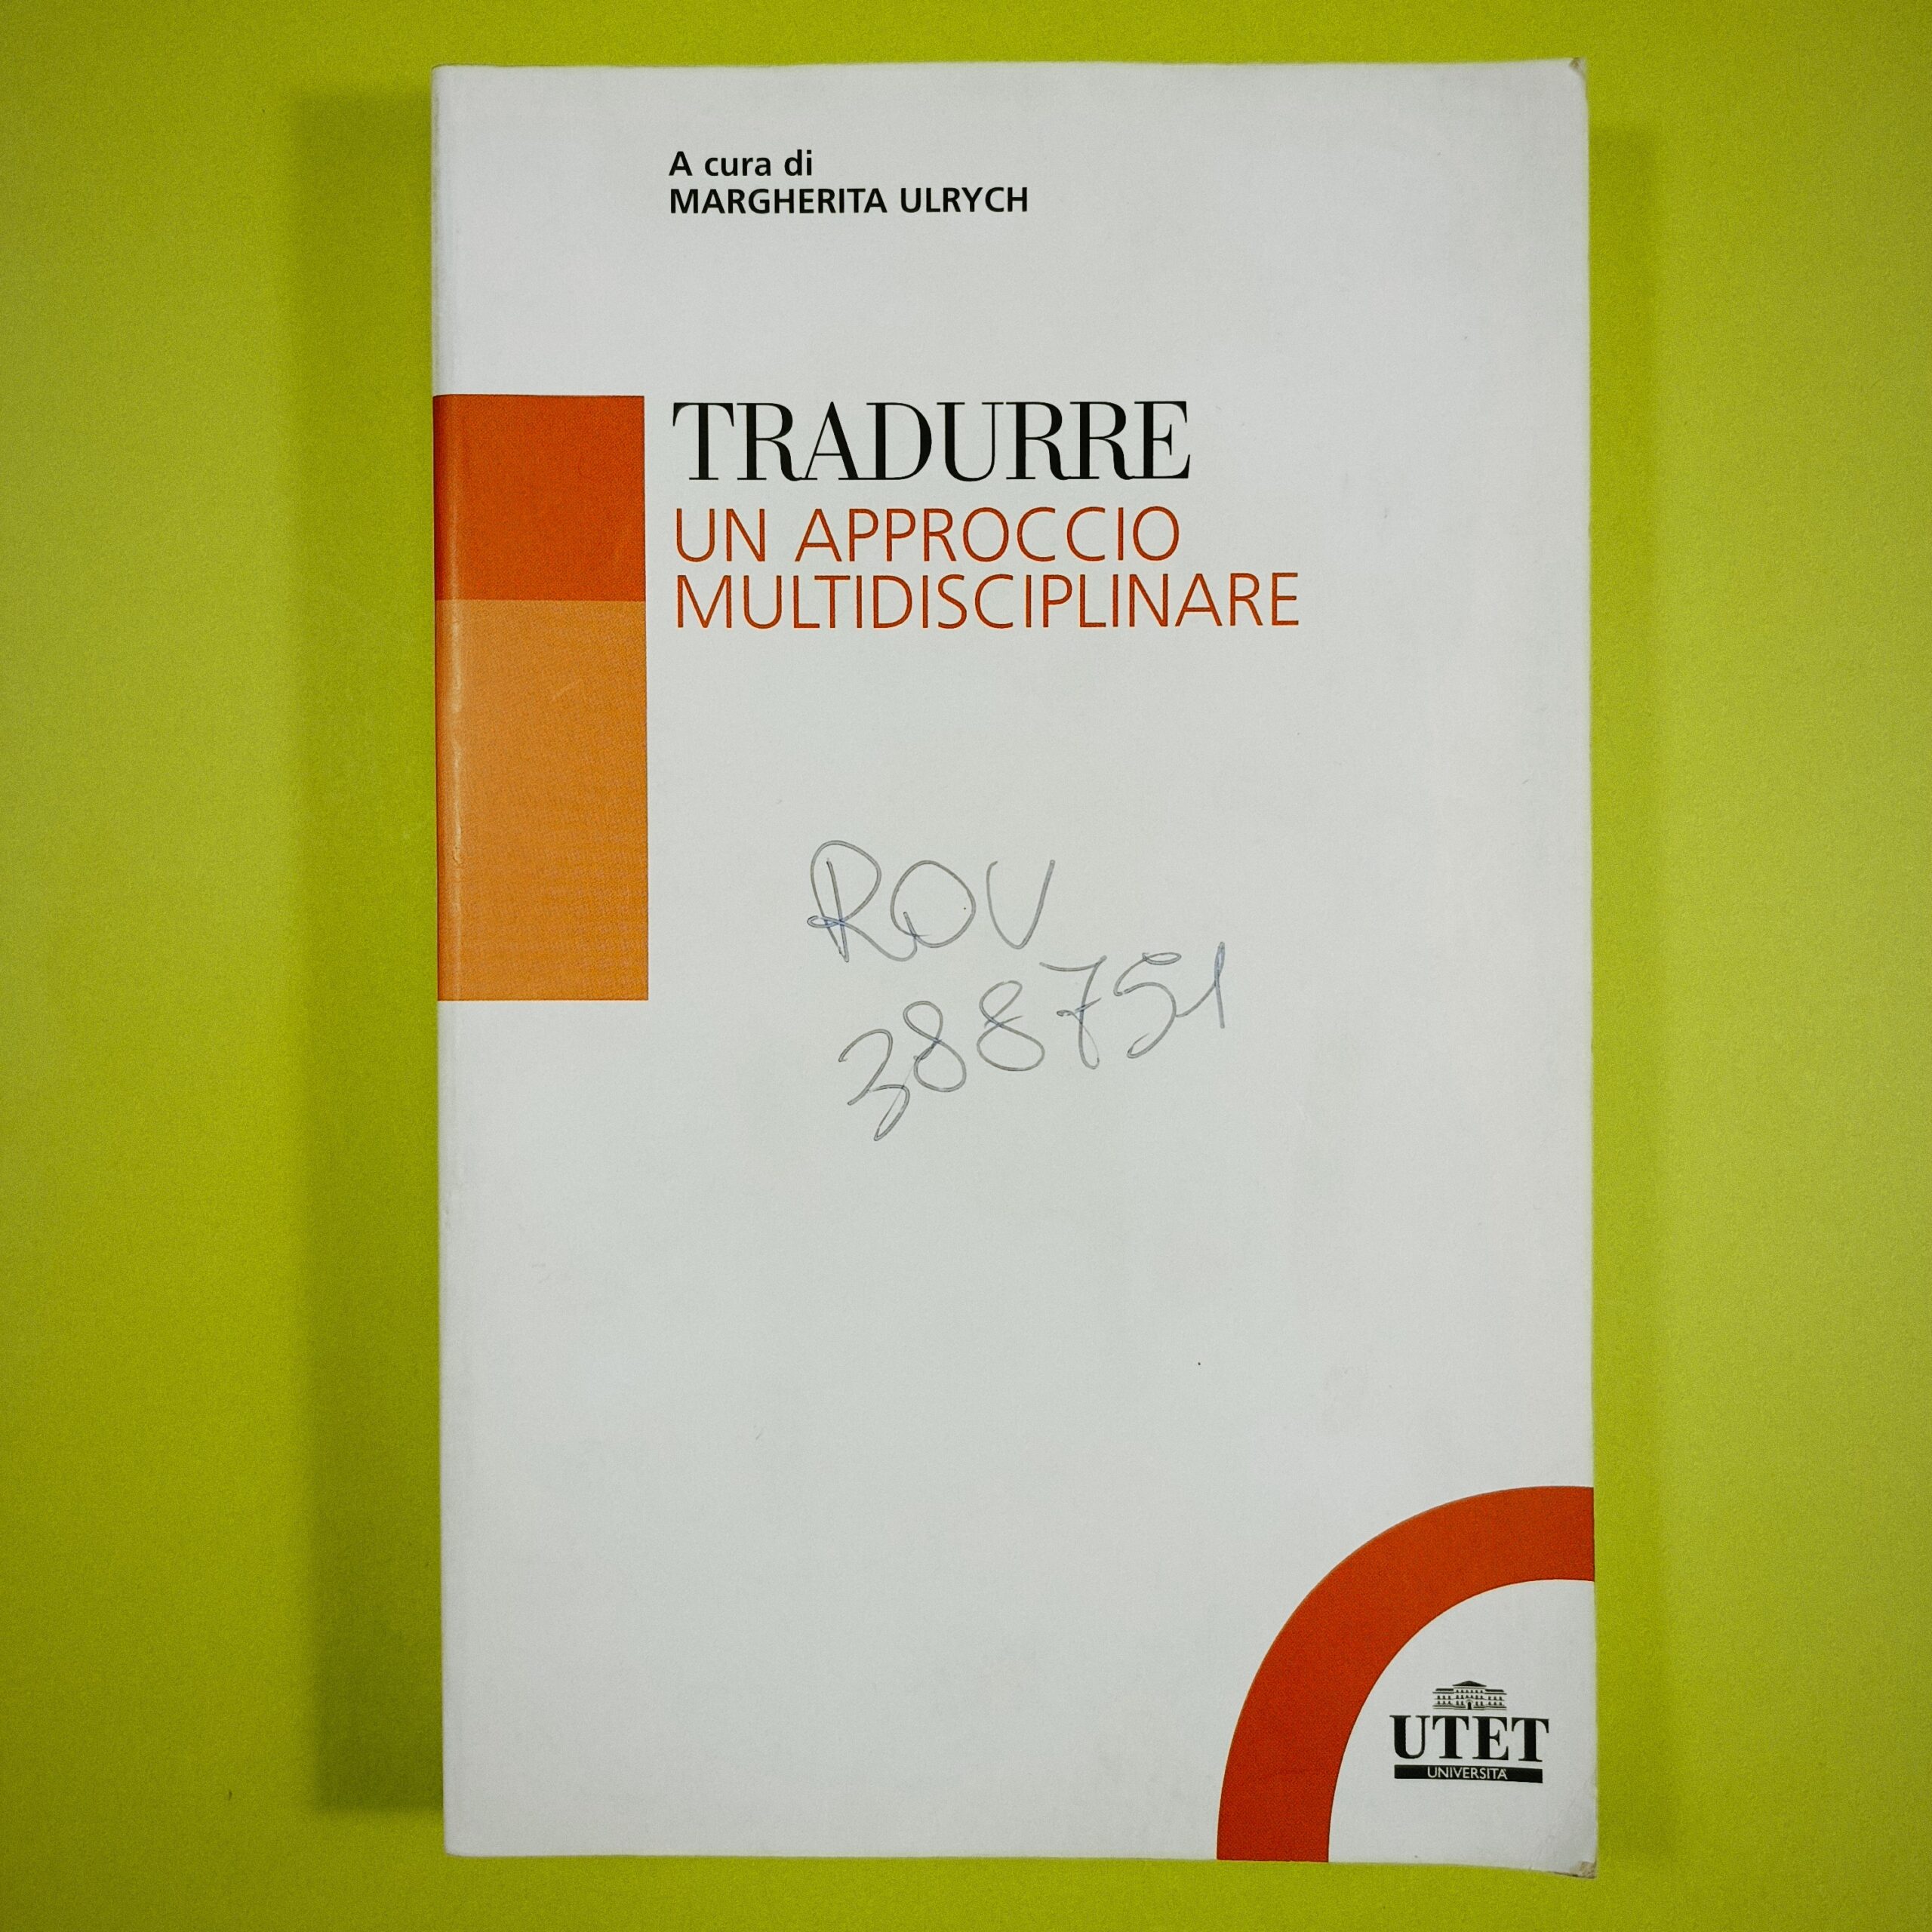 A cura di
MARGHERITA ULRYCH
TRADURRE
UN APPROCCIO
MULTIDISCIPLINARE
ROV
388751
UTET
UNIVERSITÀ